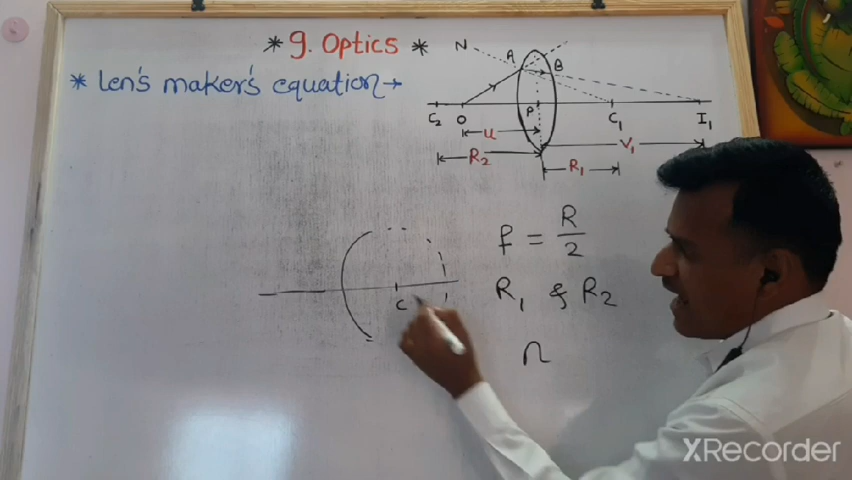 * 9. Optics *
* Len's maker's equation →
N A B
C2 O P C1 I1
u
R2 V1
R1
f = R/2
R1 & R2
n
C
XRecorder